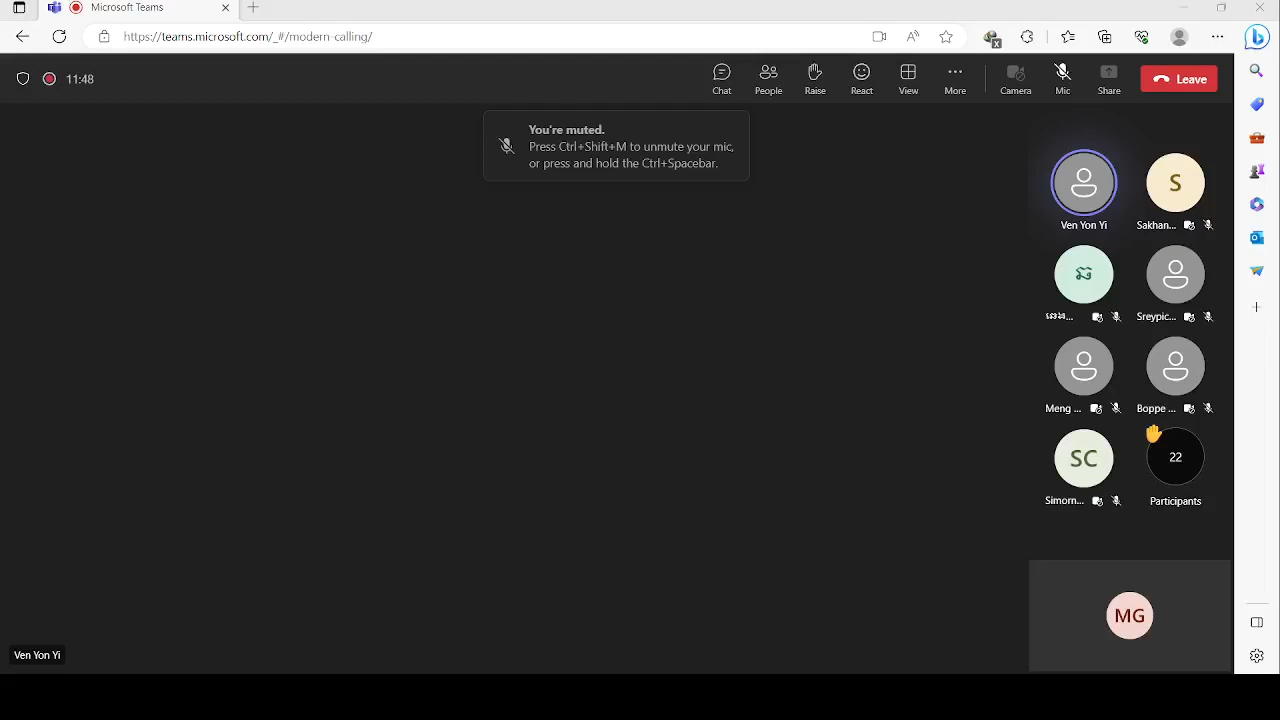 Microsoft Teams
https://teams.microsoft.com/_#/modern-calling/
11:48
Chat
People
Raise
React
View
More
Camera
Mic
Share
Leave
You're muted.
Press Ctrl+Shift+M to unmute your mic,
or press and hold the Ctrl+Spacebar.
Ven Yon Yi
S
Sakhan...
Sreypic...
Meng ...
Boppe ...
SC
Simorn...
22
Participants
MG
Ven Yon Yi